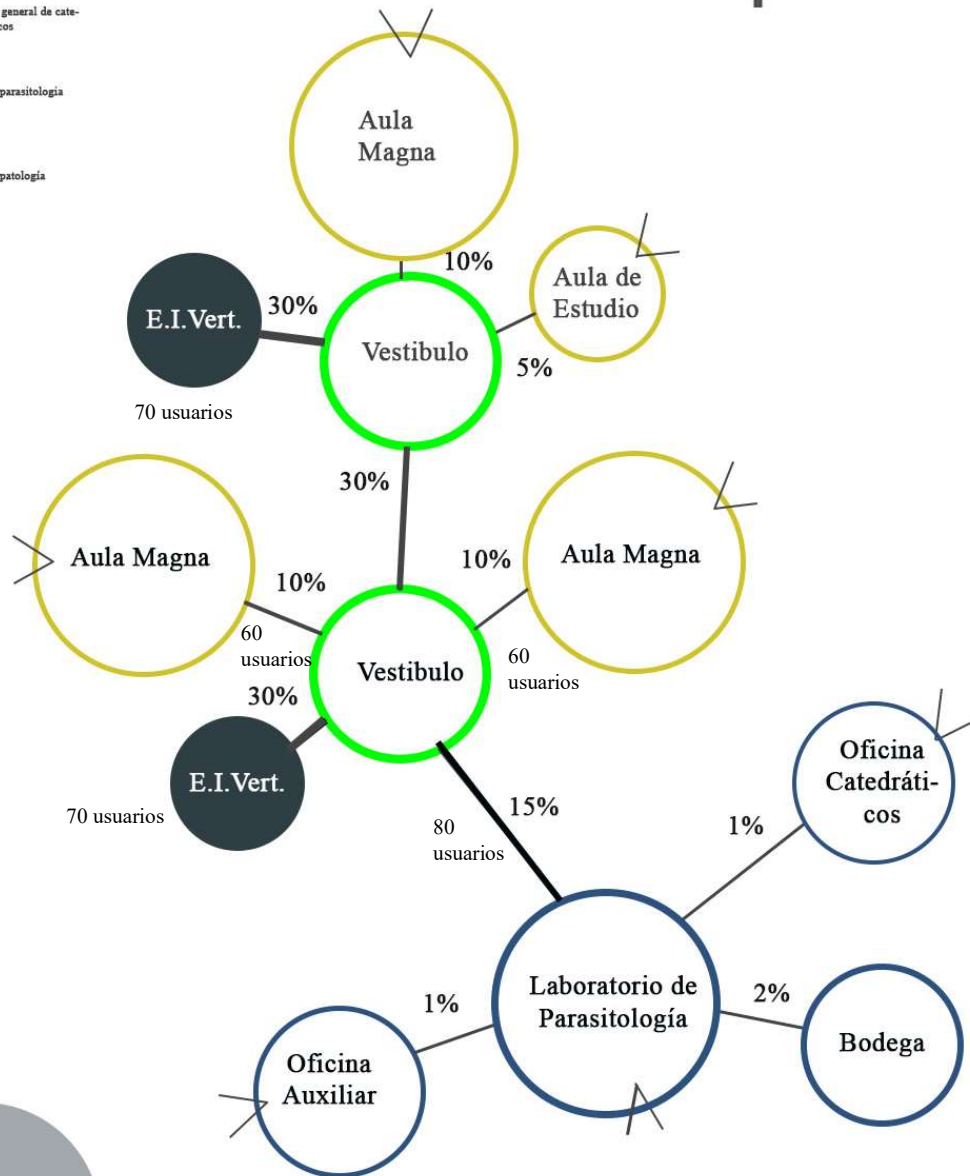 general de cate-
cos
parasitología
patología
Aula
Magna
10%
Aula de
Estudio
30%
E.I.Vert.
Vestibulo
5%
70 usuarios
30%
Aula Magna
10%
10%
Aula Magna
60
usuarios
60
usuarios
Vestibulo
30%
E.I.Vert.
70 usuarios
15%
80
usuarios
Oficina
Catedráti-
cos
1%
Laboratorio de
Parasitología
1%
2%
Bodega
Oficina
Auxiliar